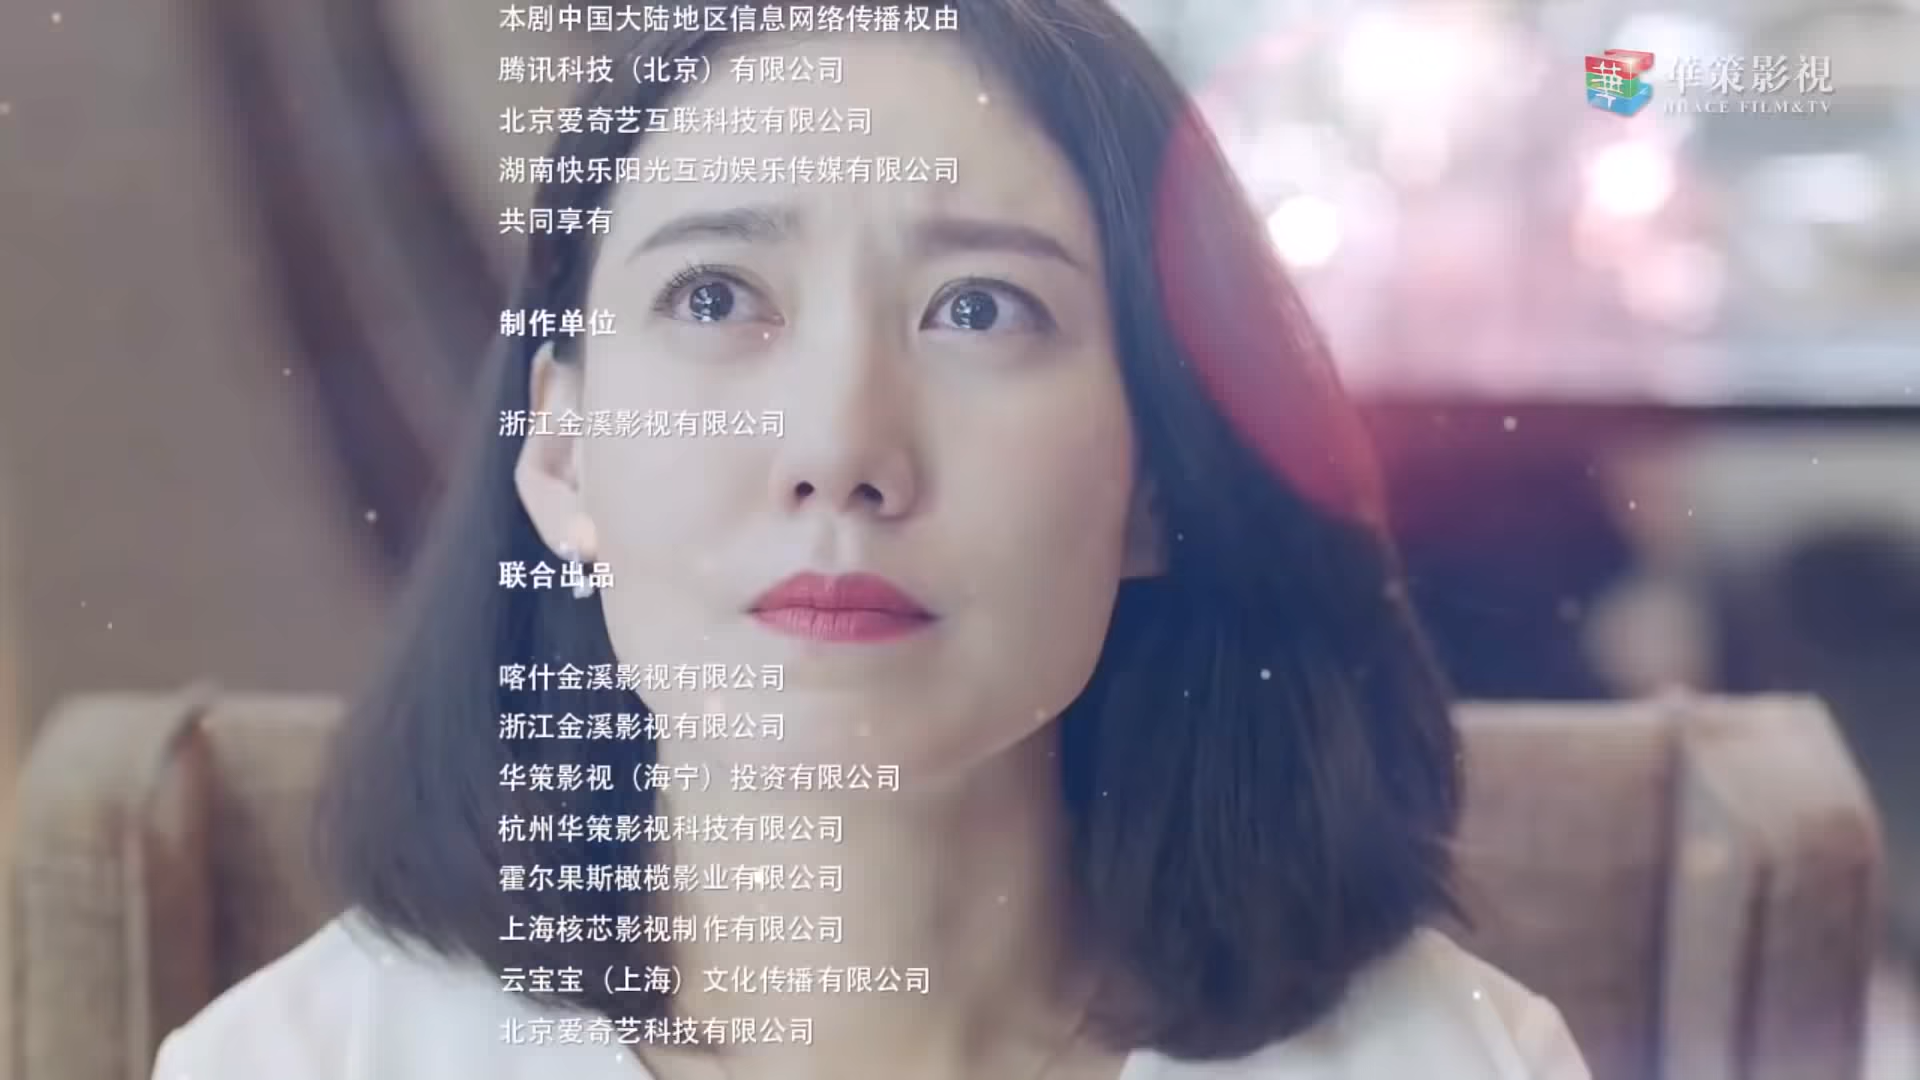 本剧中国大陆地区信息网络传播权由
腾讯科技（北京）有限公司
北京爱奇艺互联科技有限公司
湖南快乐阳光互动娱乐传媒有限公司
共同享有
制作单位
浙江金溪影视有限公司
联合出品
喀什金溪影视有限公司
浙江金溪影视有限公司
华策影视（海宁）投资有限公司
杭州华策影视科技有限公司
霍尔果斯橄榄影业有限公司
上海核芯影视制作有限公司
云宝宝（上海）文化传播有限公司
北京爱奇艺科技有限公司
華
華策影視
HUACE FILM&TV